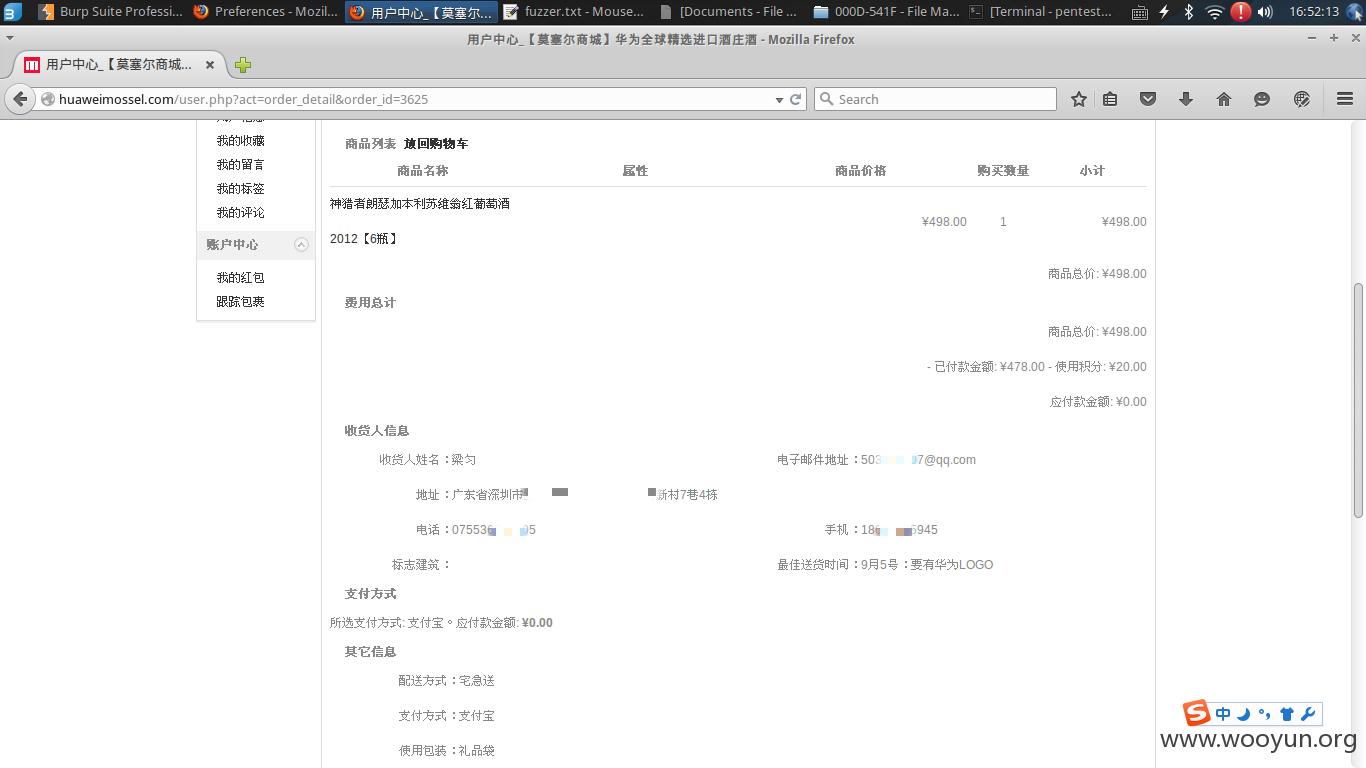 Burp Suite Professi...
Preferences - Mozil...
用户中心_【莫塞尔...
fuzzer.txt - Mouse...
[Documents - File ...
000D-541F - File Ma...
[Terminal - pentest...
16:52:13
用户中心_【莫塞尔商城】华为全球精选进口酒庄酒 - Mozilla Firefox
用户中心_【莫塞尔商城...
huaweimossel.com/user.php?act=order_detail&order_id=3625
Search
我的收藏
我的留言
我的标签
我的评论
账户中心
我的红包
跟踪包裹
商品列表 放回购物车
商品名称 属性 商品价格 购买数量 小计
神猎者朗瑟加本利苏维翁红葡萄酒
2012【6瓶】
¥498.00 1 ¥498.00
商品总价: ¥498.00
费用总计
商品总价: ¥498.00
- 已付款金额: ¥478.00 - 使用积分: ¥20.00
应付款金额: ¥0.00
收货人信息
收货人姓名：梁匀 电子邮件地址：503 97@qq.com
地址：广东省深圳市 新村7巷4栋
电话：075536 95 手机：18 5945
标志建筑： 最佳送货时间：9月5号：要有华为LOGO
支付方式
所选支付方式: 支付宝。应付款金额: ¥0.00
其它信息
配送方式：宅急送
支付方式：支付宝
使用包装：礼品袋
中
www.wooyun.org